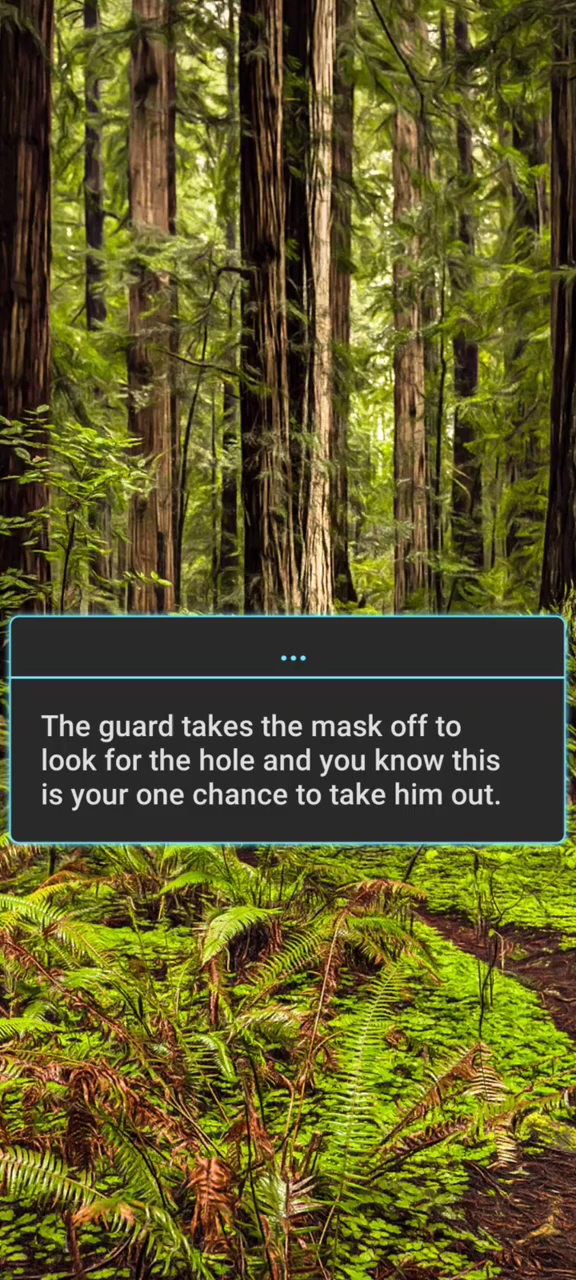 ...
The guard takes the mask off to
look for the hole and you know this
is your one chance to take him out.